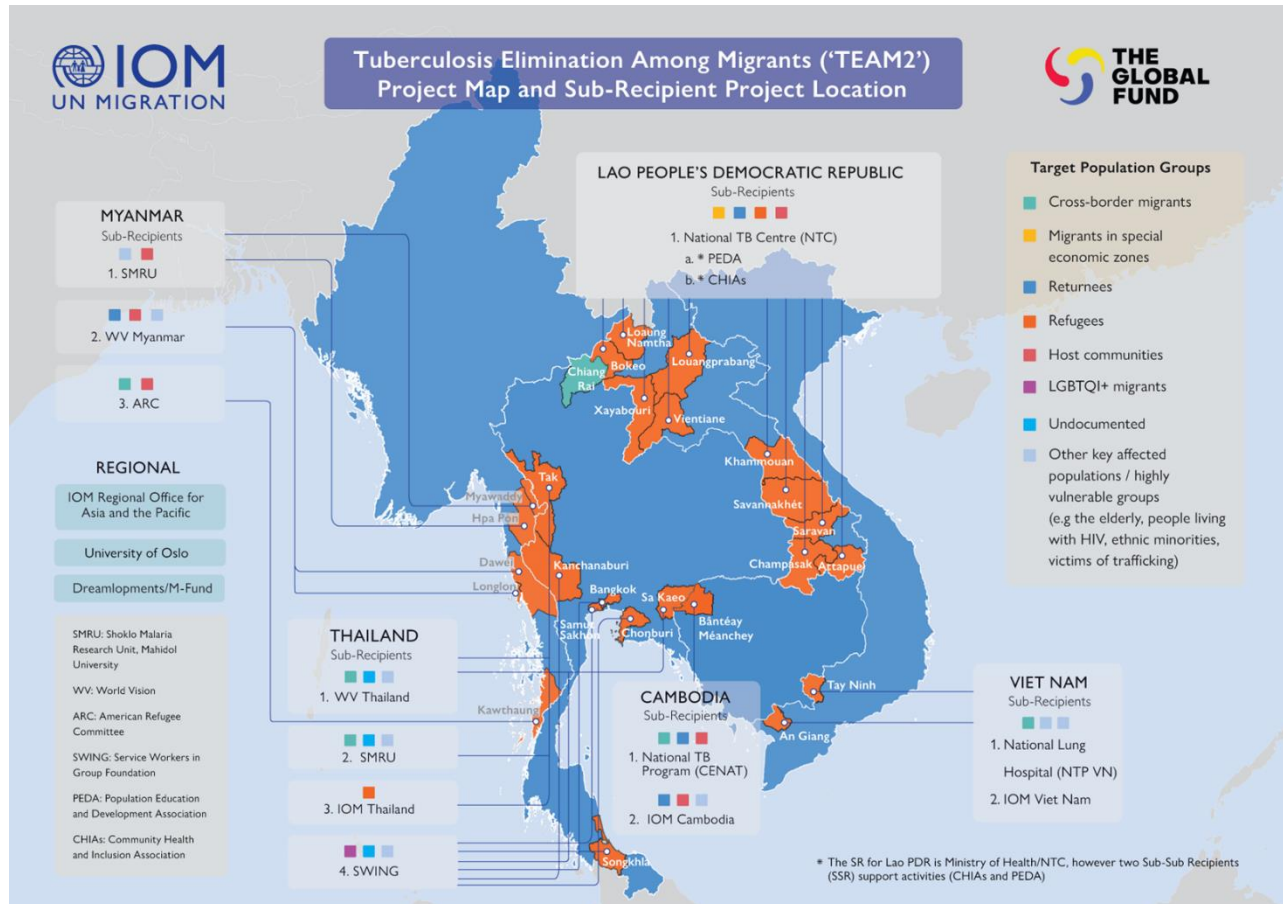 IOM
UN MIGRATION
Tuberculosis Elimination Among Migrants (‘TEAM2’)
Project Map and Sub-Recipient Project Location
THE
GLOBAL
FUND
MYANMAR
Sub-Recipients
1. SMRU
2. WV Myanmar
3. ARC
REGIONAL
IOM Regional Office for
Asia and the Pacific
University of Oslo
Dreamlopments/M-Fund
SMRU: Shoklo Malaria
Research Unit, Mahidol
University
WV: World Vision
ARC: American Refugee
Committee
SWING: Service Workers in
Group Foundation
PEDA: Population Education
and Development Association
CHIAs: Community Health
and Inclusion Association
LAO PEOPLE’S DEMOCRATIC REPUBLIC
Sub-Recipients
1. National TB Centre (NTC)
a. * PEDA
b. * CHIAs
Target Population Groups
Cross-border migrants
Migrants in special
economic zones
Returnees
Refugees
Host communities
LGBTQI+ migrants
Undocumented
Other key affected
populations / highly
vulnerable groups
(e.g the elderly, people living
with HIV, ethnic minorities,
victims of trafficking)
Loaung
Namtha
Bokeo
Chiang
Rai
Louangprabang
Xayabouri
Vientiane
Khammouan
Savannakhét
Saravan
Champasak
Attapue
Tak
Myawaddy
Hpa Pon
Dawei
Longlon
Kanchanaburi
Bangkok
Samut
Sakhon
Chonburi
Sa Kaeo
Bântéay
Méanchey
Kawthaung
Songkhla
Tay Ninh
An Giang
THAILAND
Sub-Recipients
1. WV Thailand
2. SMRU
3. IOM Thailand
4. SWING
CAMBODIA
Sub-Recipients
1. National TB
Program (CENAT)
2. IOM Cambodia
VIET NAM
Sub-Recipients
1. National Lung
Hospital (NTP VN)
2. IOM Viet Nam
* The SR for Lao PDR is Ministry of Health/NTC, however two Sub-Sub Recipients
(SSR) support activities (CHIAs and PEDA)